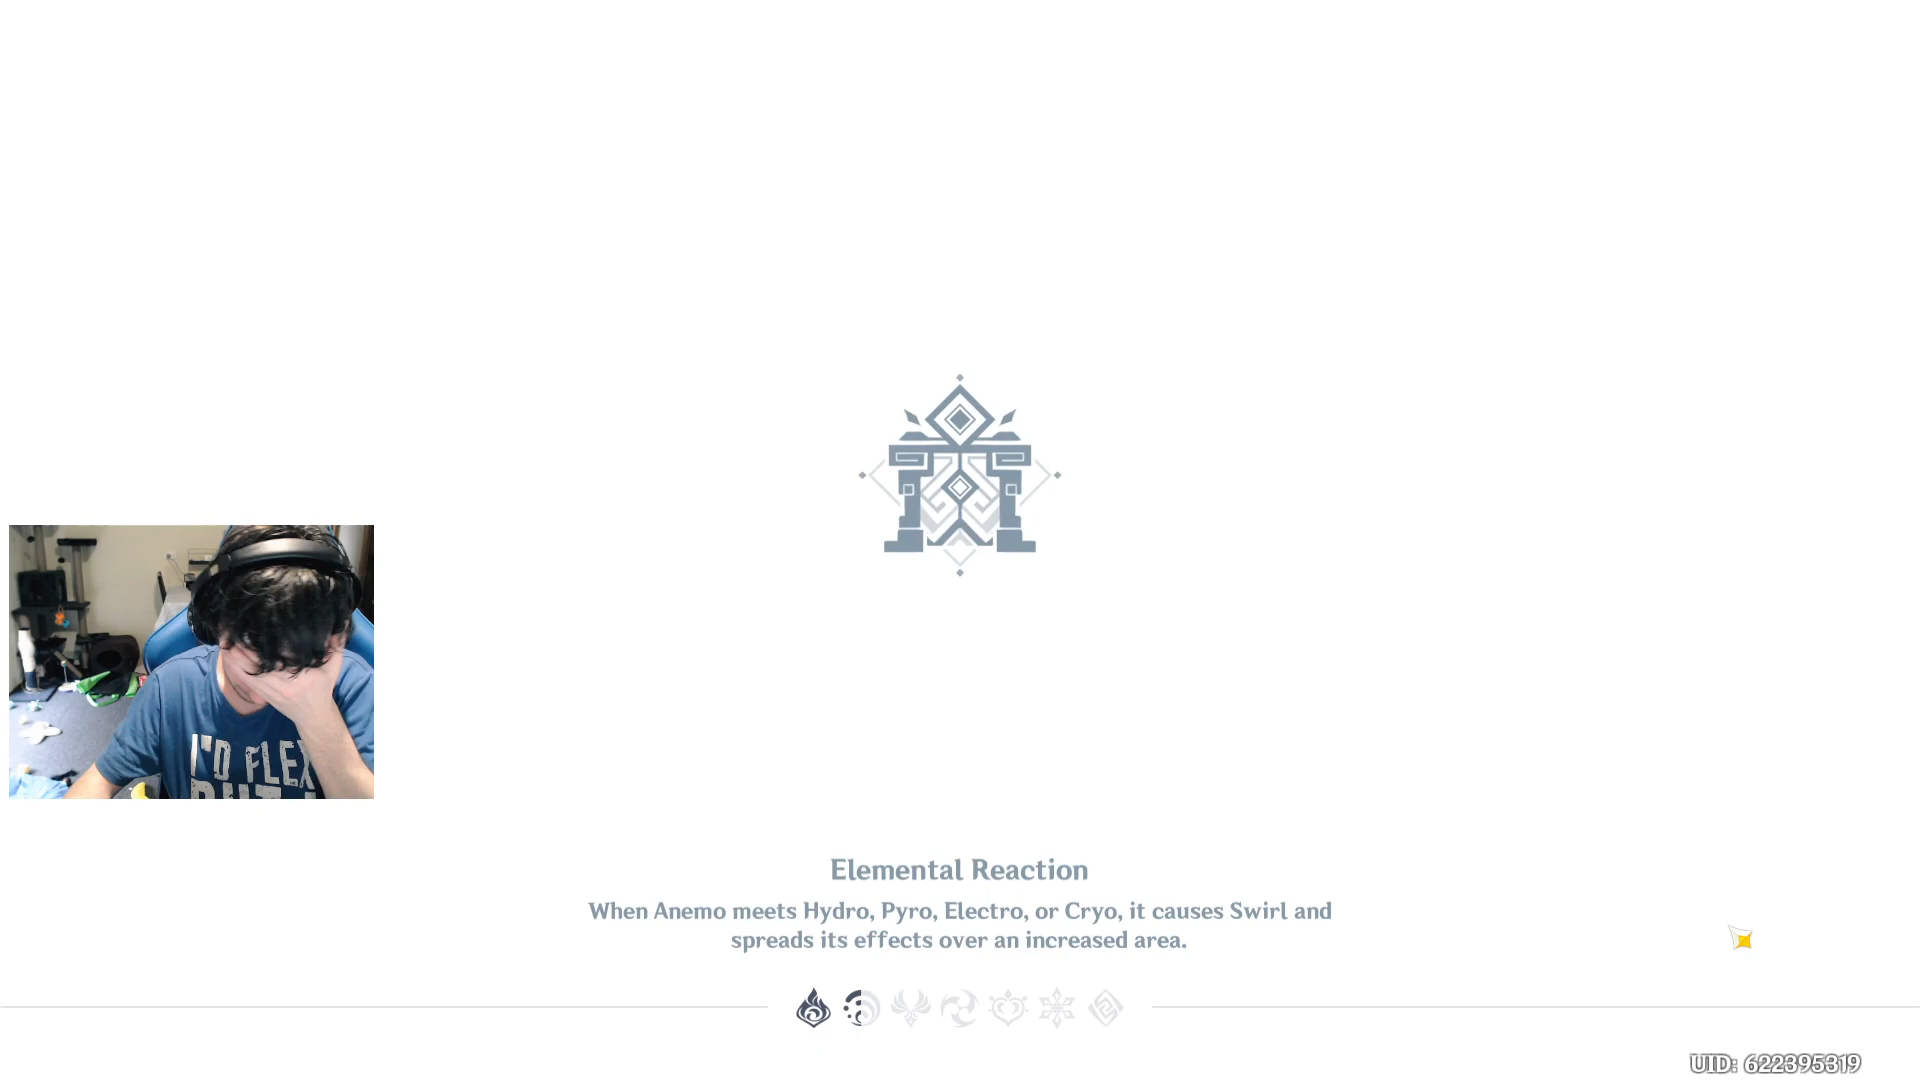 I'D FLEX
Elemental Reaction
When Anemo meets Hydro, Pyro, Electro, or Cryo, it causes Swirl and
spreads its effects over an increased area.
UID: 622395319